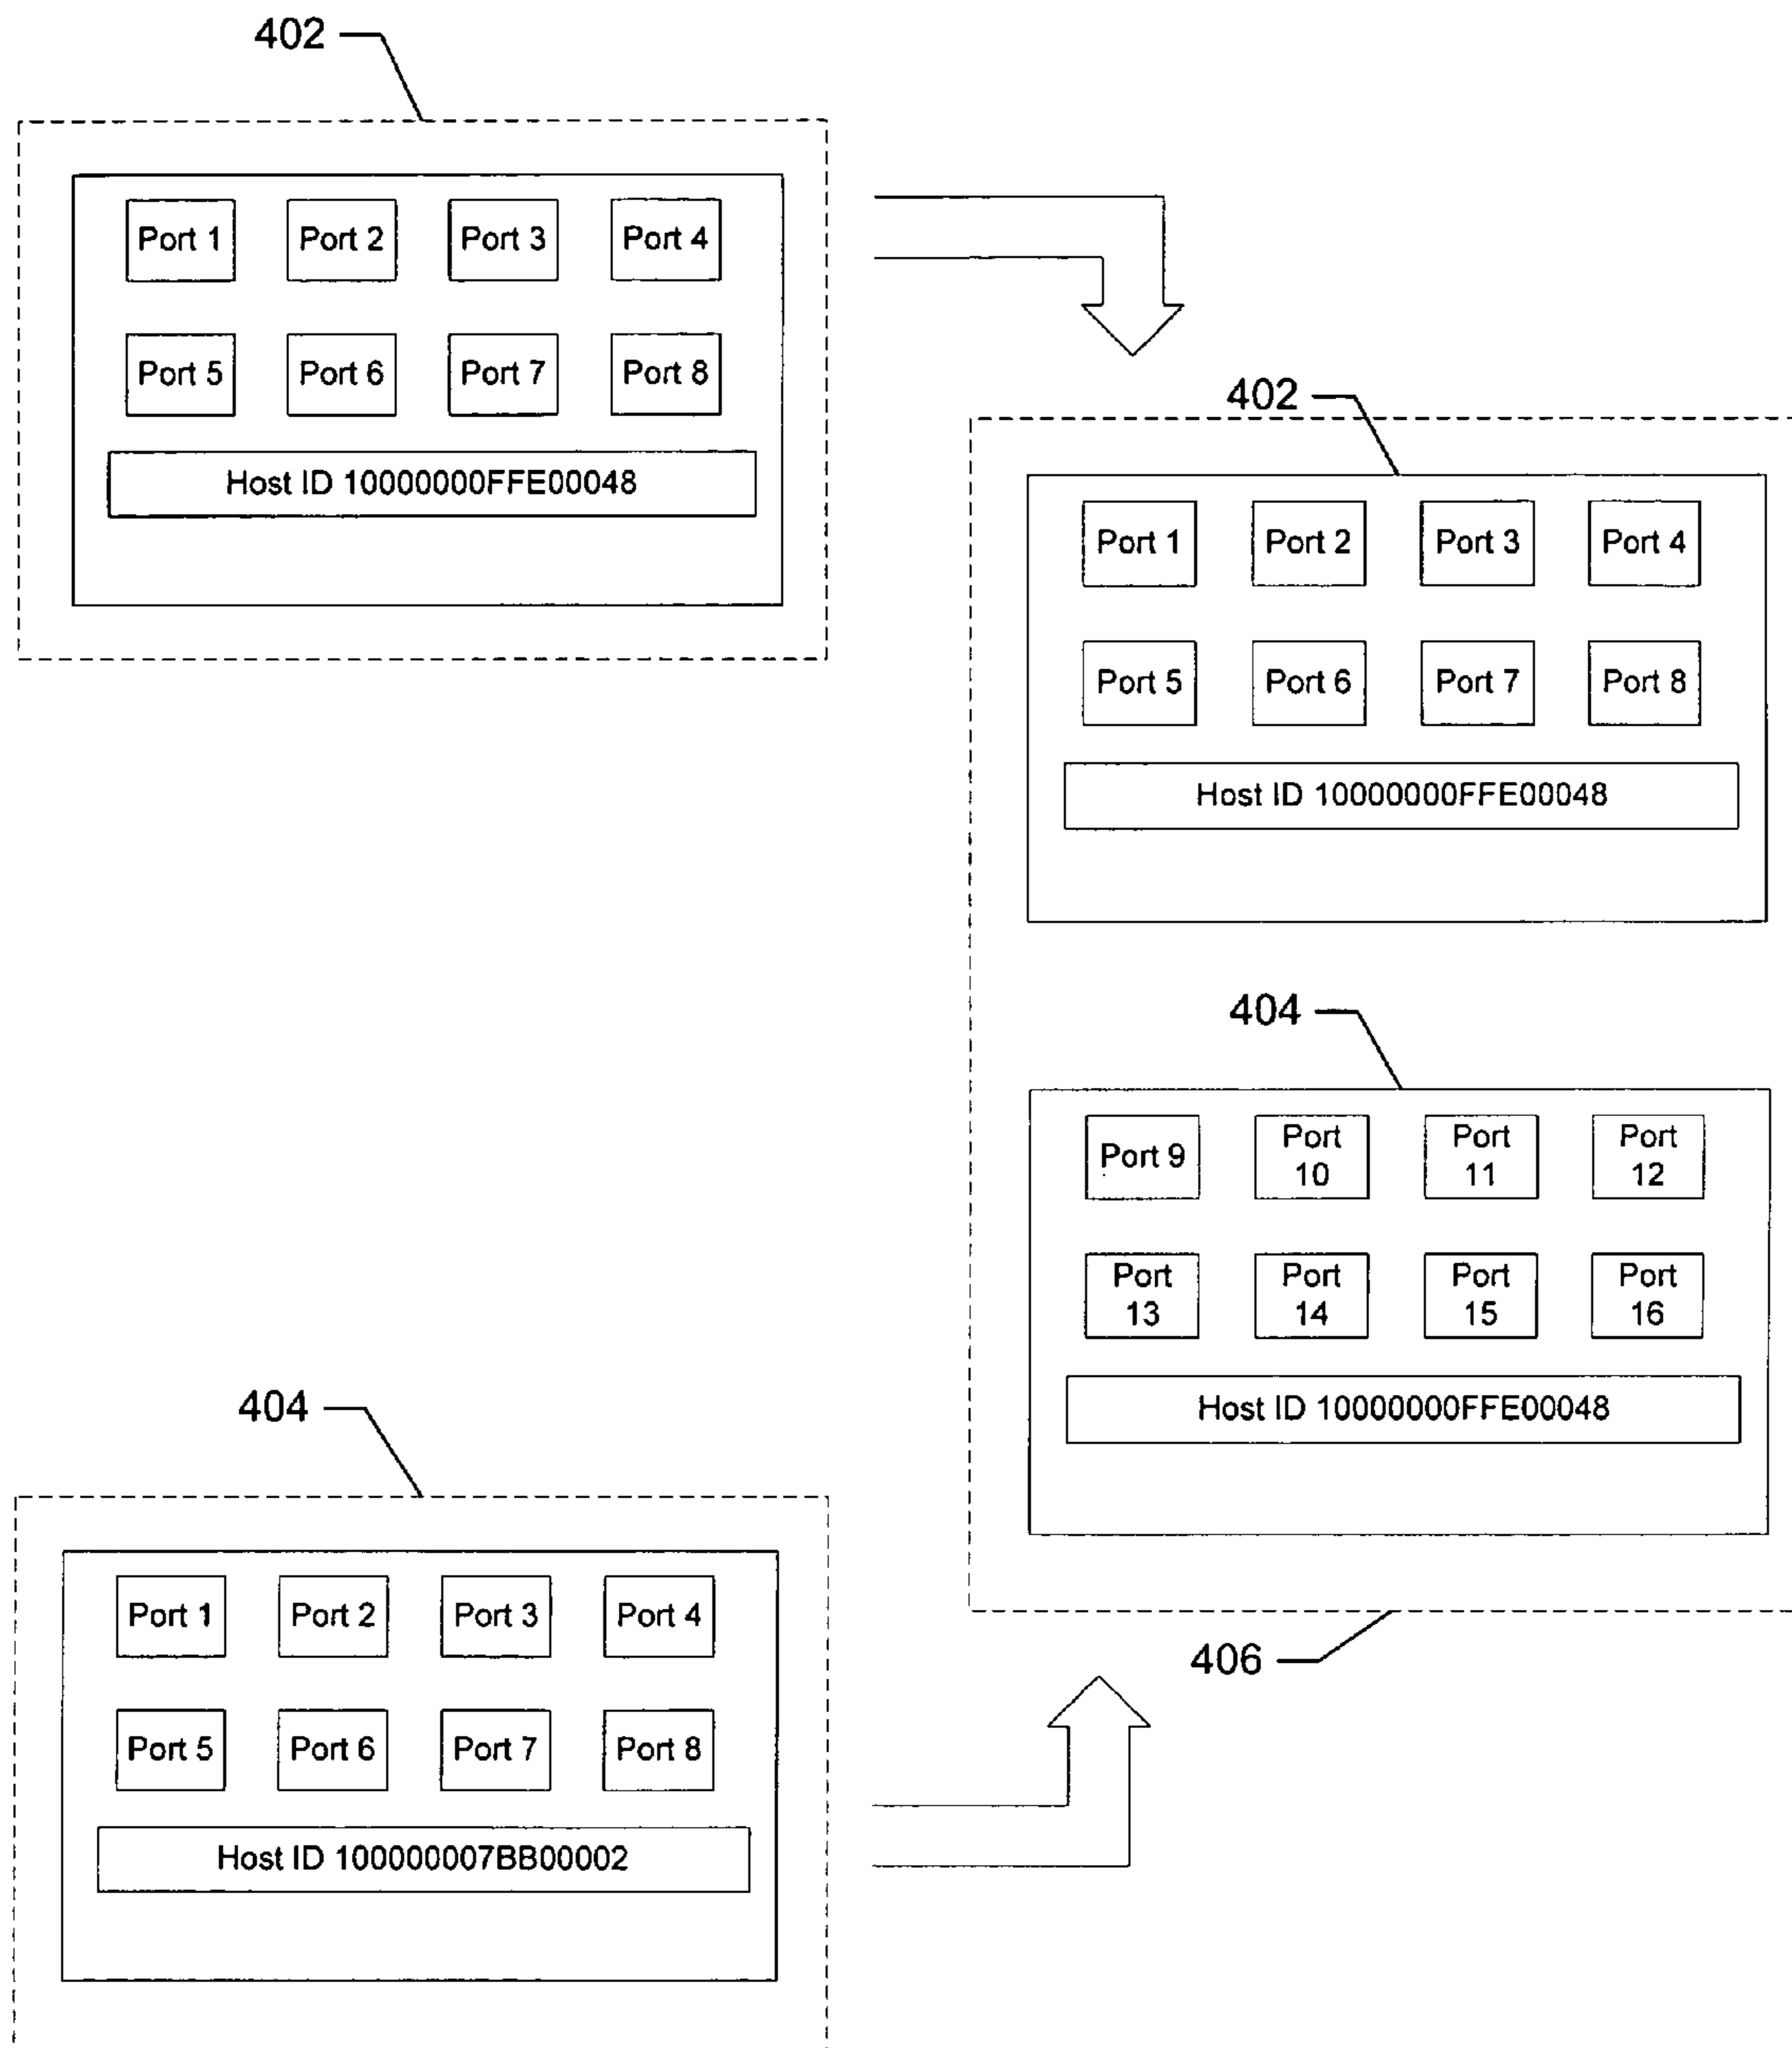 402
Port 1 Port 2 Port 3 Port 4
Port 5 Port 6 Port 7 Port 8
Host ID 10000000FFE00048
402
Port 1 Port 2 Port 3 Port 4
Port 5 Port 6 Port 7 Port 8
Host ID 10000000FFE00048
404
Port 9 Port 10 Port 11 Port 12
Port 13 Port 14 Port 15 Port 16
Host ID 10000000FFE00048
406
404
Port 1 Port 2 Port 3 Port 4
Port 5 Port 6 Port 7 Port 8
Host ID 100000007BB00002